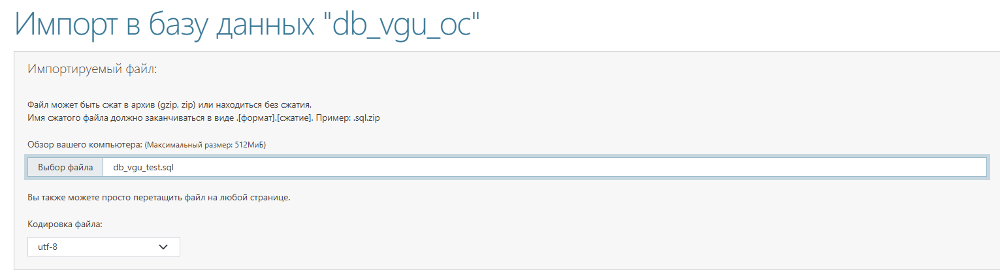 Импорт в базу данных "db_vgu_oc"
Импортируемый файл:
Файл может быть сжат в архив (gzip, zip) или находиться без сжатия.
Имя сжатого файла должно заканчиваться в виде .[формат].[сжатие]. Пример: .sql.zip
Обзор вашего компьютера: (Максимальный размер: 512МиБ)
Выбор файла db_vgu_test.sql
Вы также можете просто перетащить файл на любой странице.
Кодировка файла:
utf-8